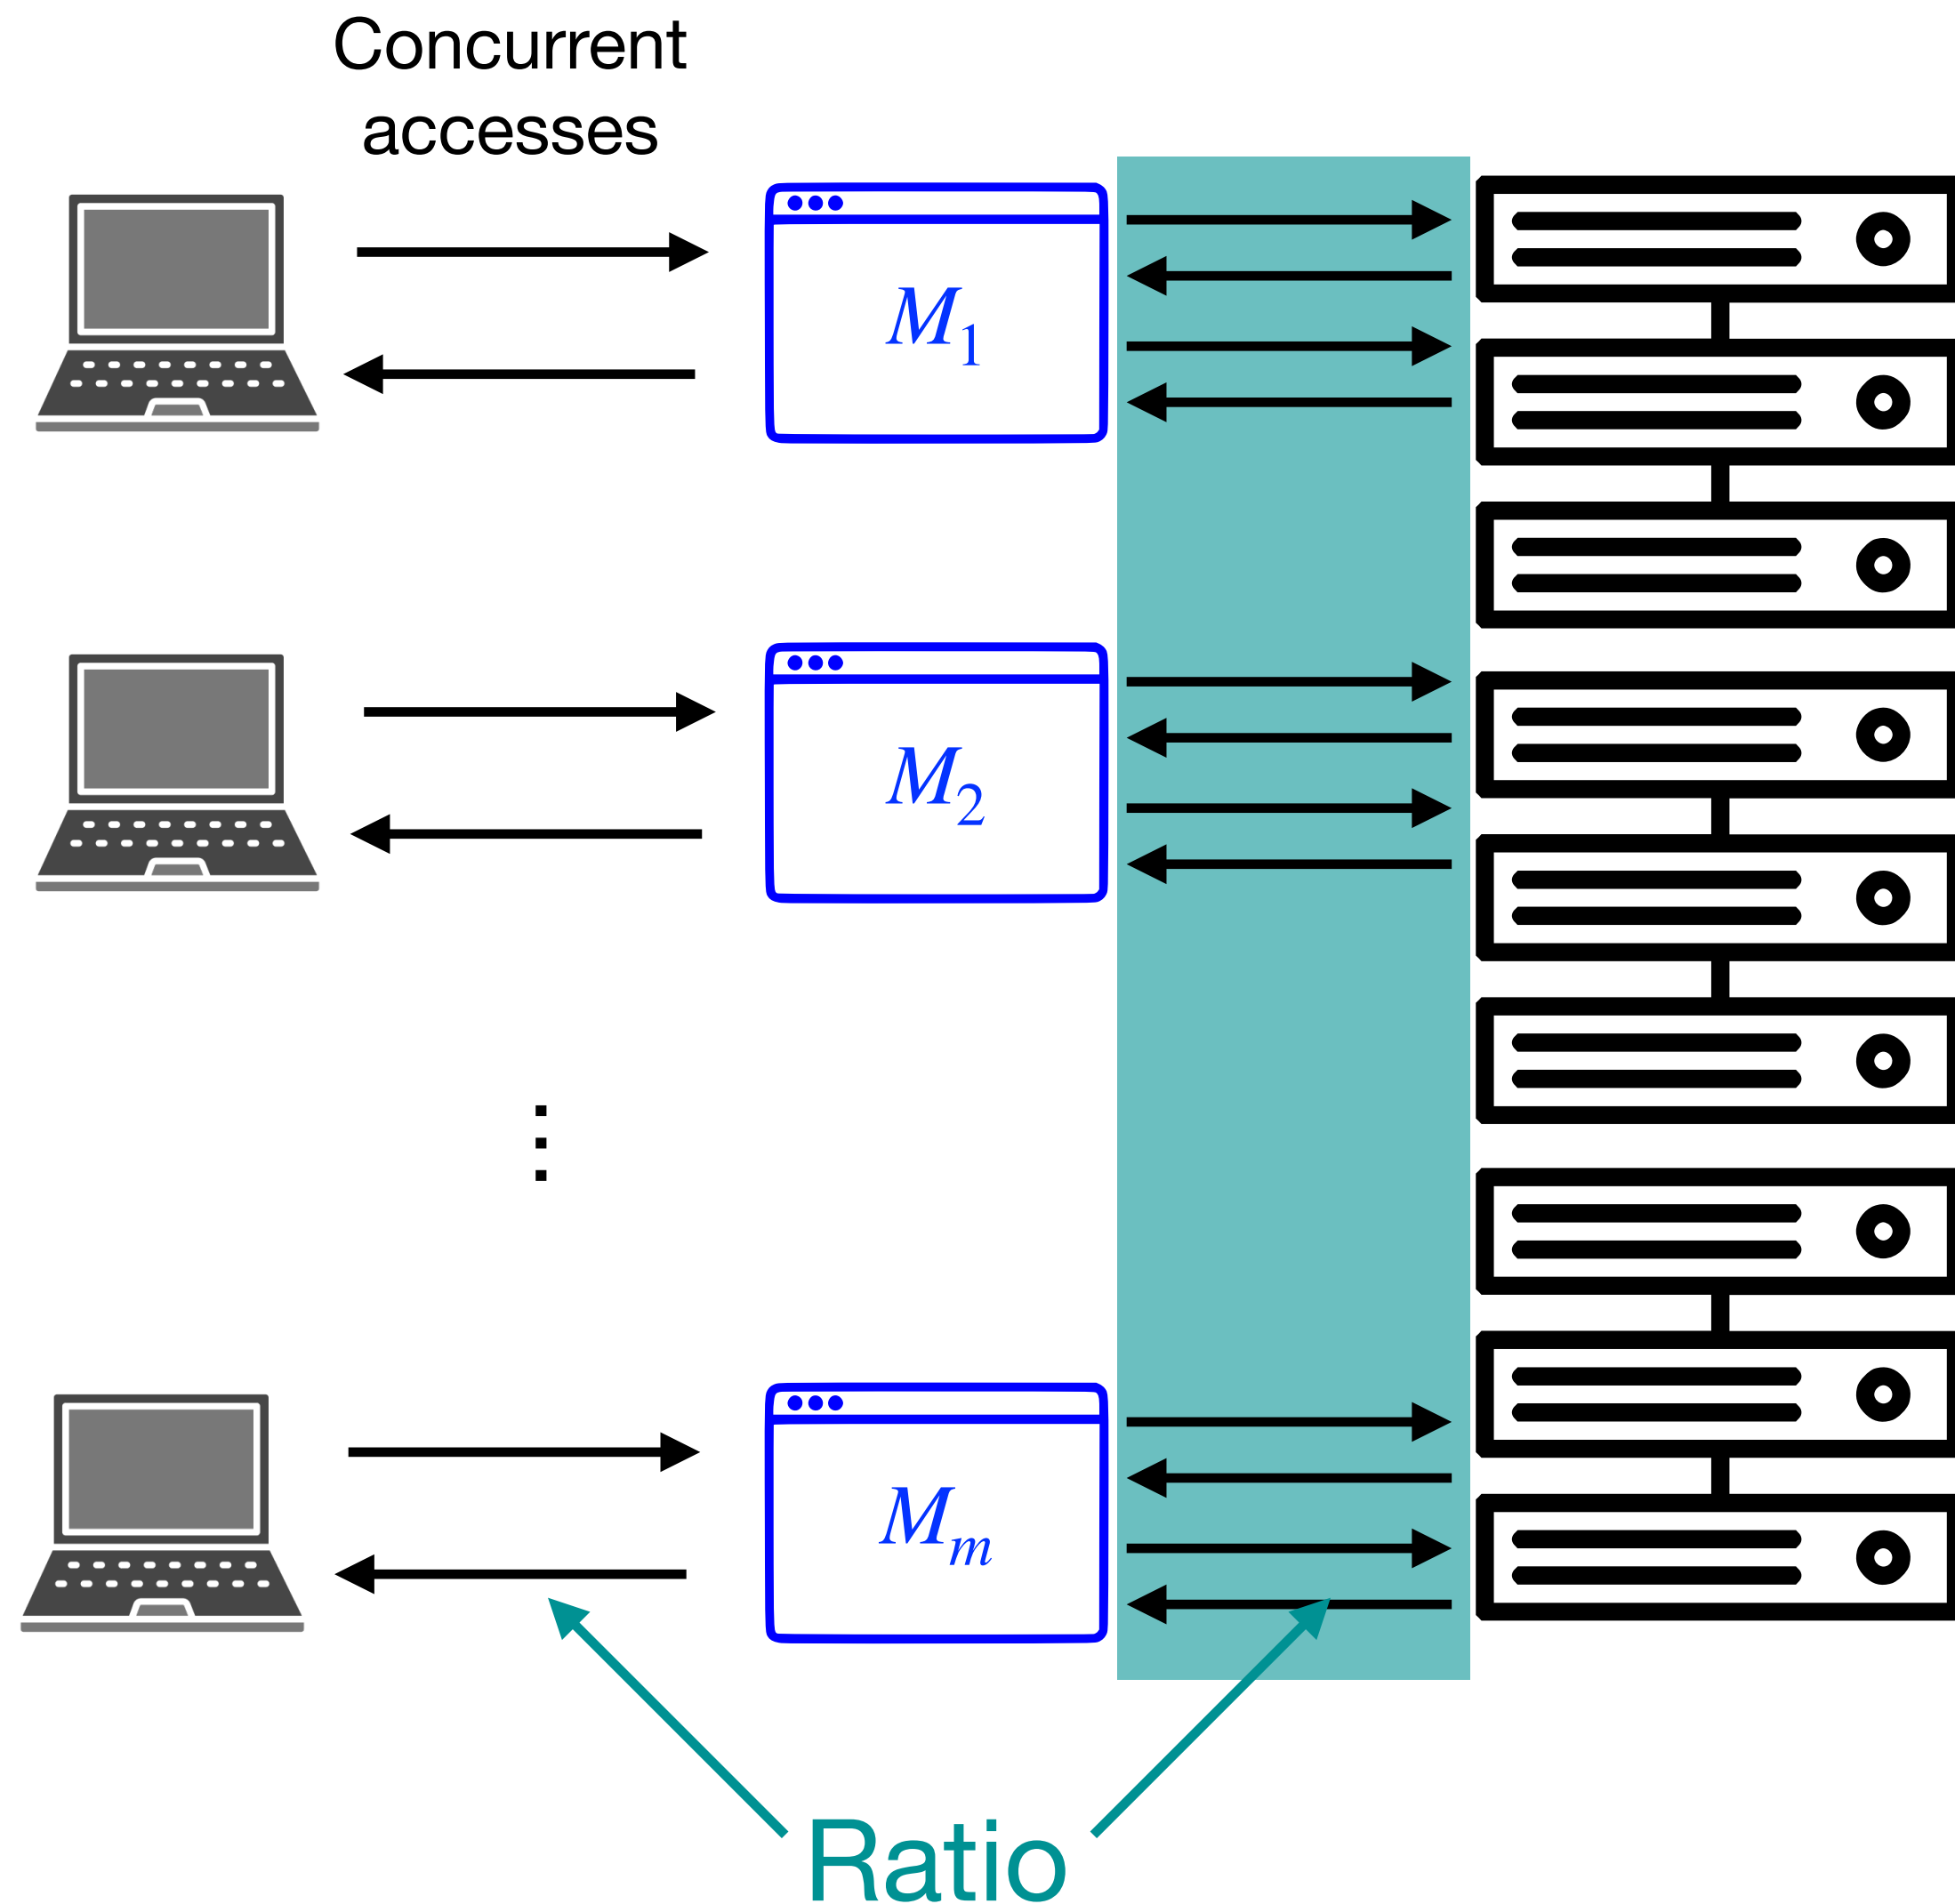 Concurrent
accesses
M₁
M₂
⋮
Mₘ
Ratio